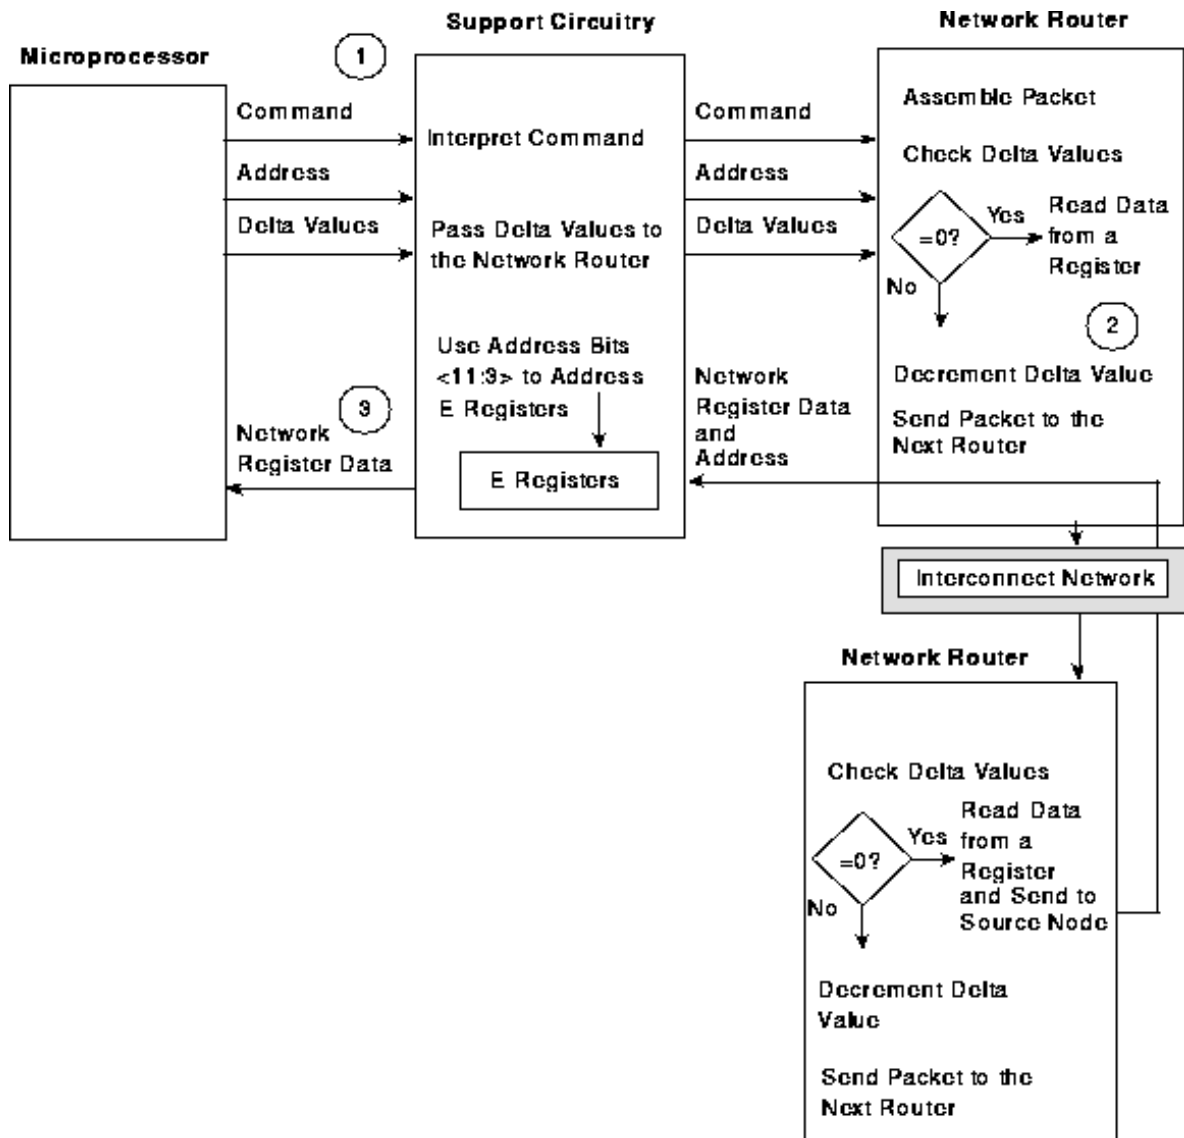 Support Circuitry
Network Router
Microprocessor
1
Command
Address
Delta Values
Interpret Command
Pass Delta Values to
the Network Router
Use Address Bits
<11:3> to Address
E Registers
E Registers
Command
Address
Delta Values
Assemble Packet
Check Delta Values
=0?
Yes
Read Data
from a
Register
No
2
Decrement Delta Value
Send Packet to the
Next Router
Network
Register Data
and
Address
3
Network
Register Data
Interconnect Network
Network Router
Check Delta Values
=0?
Yes
Read Data
from a
Register
and Send to
Source Node
No
Decrement Delta
Value
Send Packet to the
Next Router